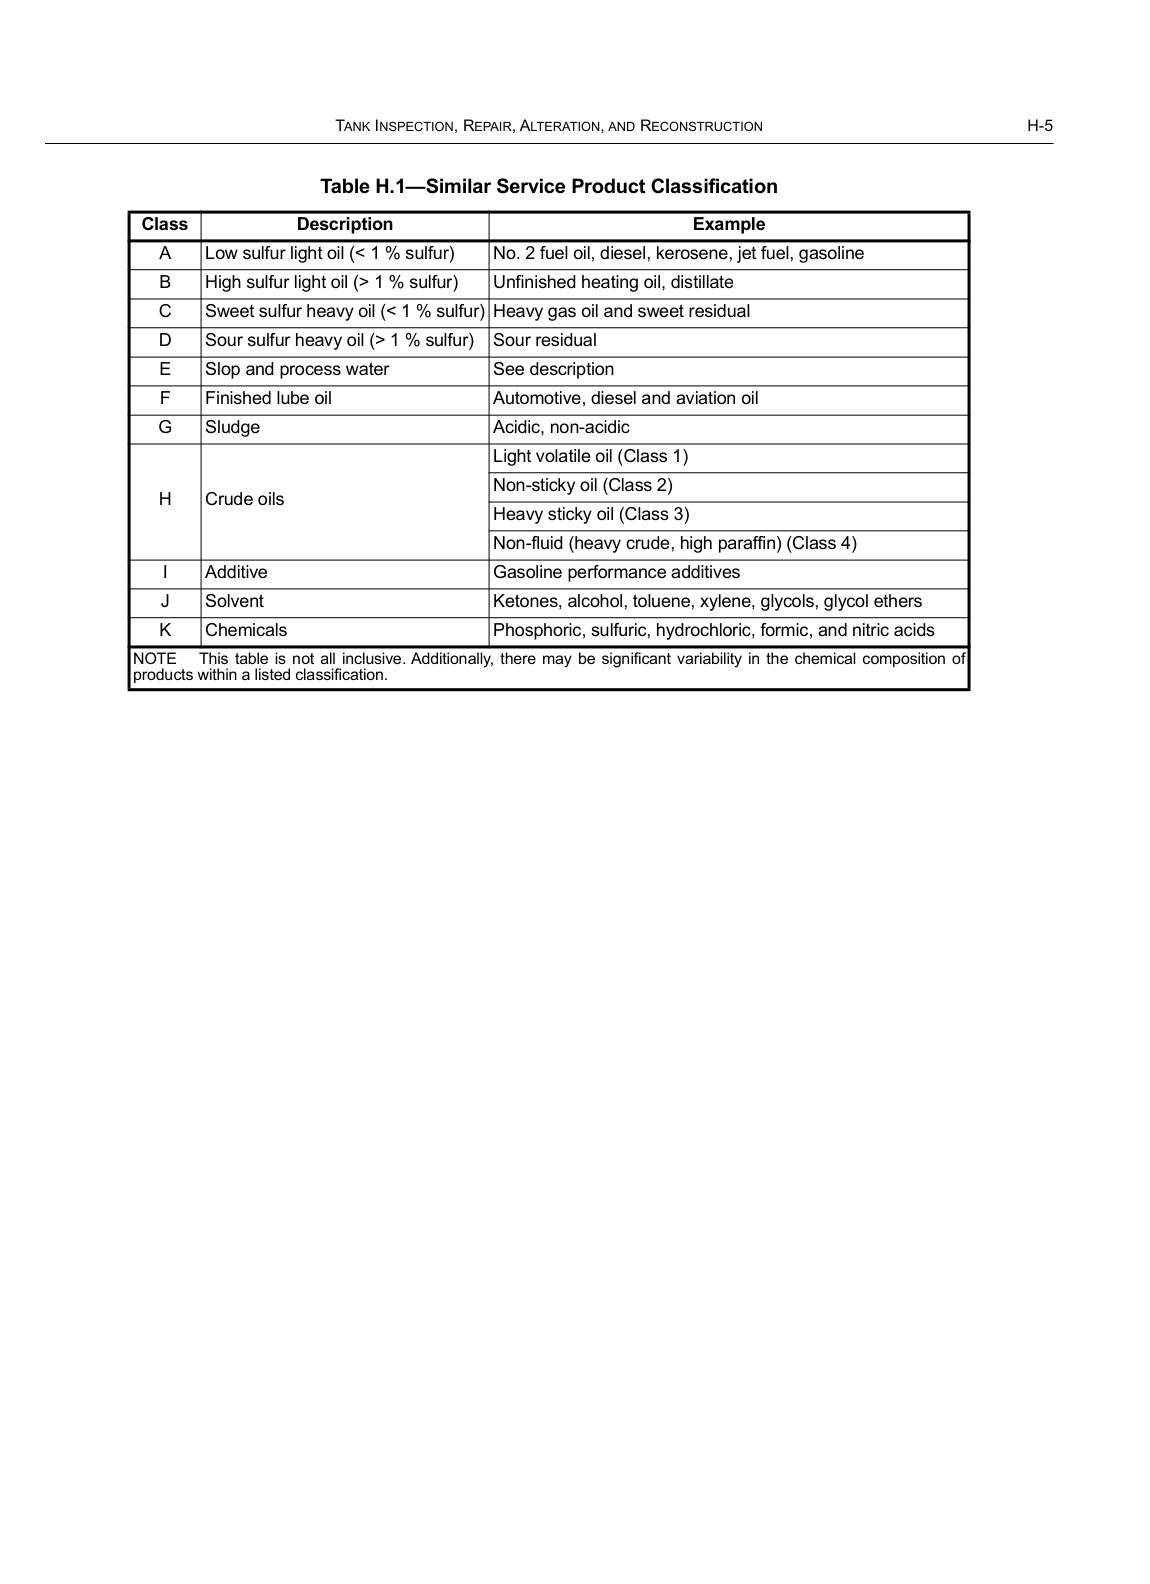 TANK INSPECTION, REPAIR, ALTERATION, AND RECONSTRUCTION H-5
Table H.1—Similar Service Product Classification
Class Description Example
A Low sulfur light oil (< 1 % sulfur) No. 2 fuel oil, diesel, kerosene, jet fuel, gasoline
B High sulfur light oil (> 1 % sulfur) Unfinished heating oil, distillate
C Sweet sulfur heavy oil (< 1 % sulfur) Heavy gas oil and sweet residual
D Sour sulfur heavy oil (> 1 % sulfur) Sour residual
E Slop and process water See description
F Finished lube oil Automotive, diesel and aviation oil
G Sludge Acidic, non-acidic
H Crude oils Light volatile oil (Class 1)
Non-sticky oil (Class 2)
Heavy sticky oil (Class 3)
Non-fluid (heavy crude, high paraffin) (Class 4)
I Additive Gasoline performance additives
J Solvent Ketones, alcohol, toluene, xylene, glycols, glycol ethers
K Chemicals Phosphoric, sulfuric, hydrochloric, formic, and nitric acids
NOTE This table is not all inclusive. Additionally, there may be significant variability in the chemical composition of
products within a listed classification.